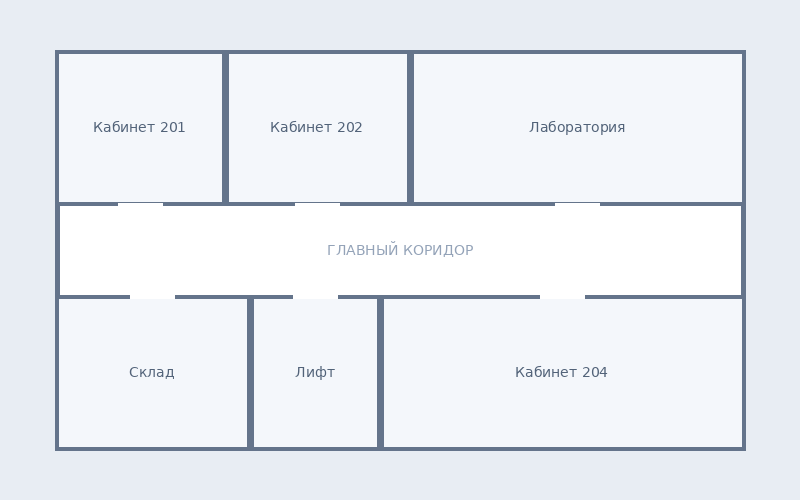 Кабинет 201
Кабинет 202
Лаборатория
ГЛАВНЫЙ КОРИДОР
Склад
Лифт
Кабинет 204